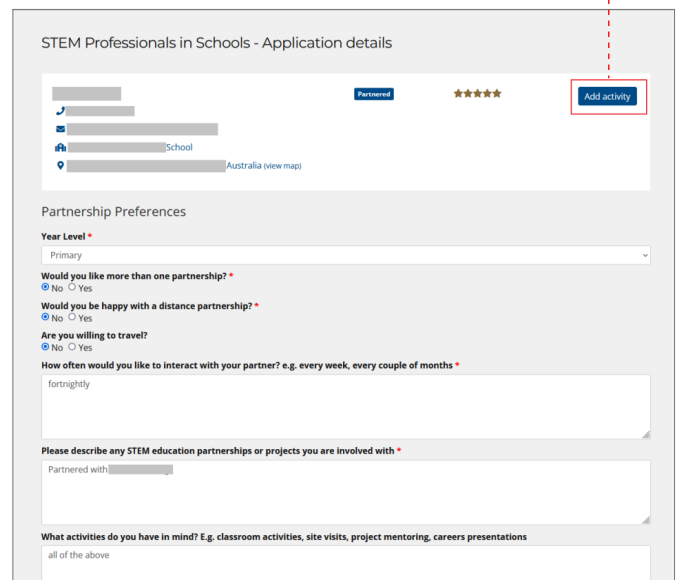 STEM Professionals in Schools - Application details
Partnered
Add activity
School
Australia (view map)
Partnership Preferences
Year Level *
Primary
Would you like more than one partnership? *
No Yes
Would you be happy with a distance partnership? *
No Yes
Are you willing to travel?
No Yes
How often would you like to interact with your partner? e.g. every week, every couple of months *
fortnightly
Please describe any STEM education partnerships or projects you are involved with *
Partnered with
What activities do you have in mind? E.g. classroom activities, site visits, project mentoring, careers presentations
all of the above